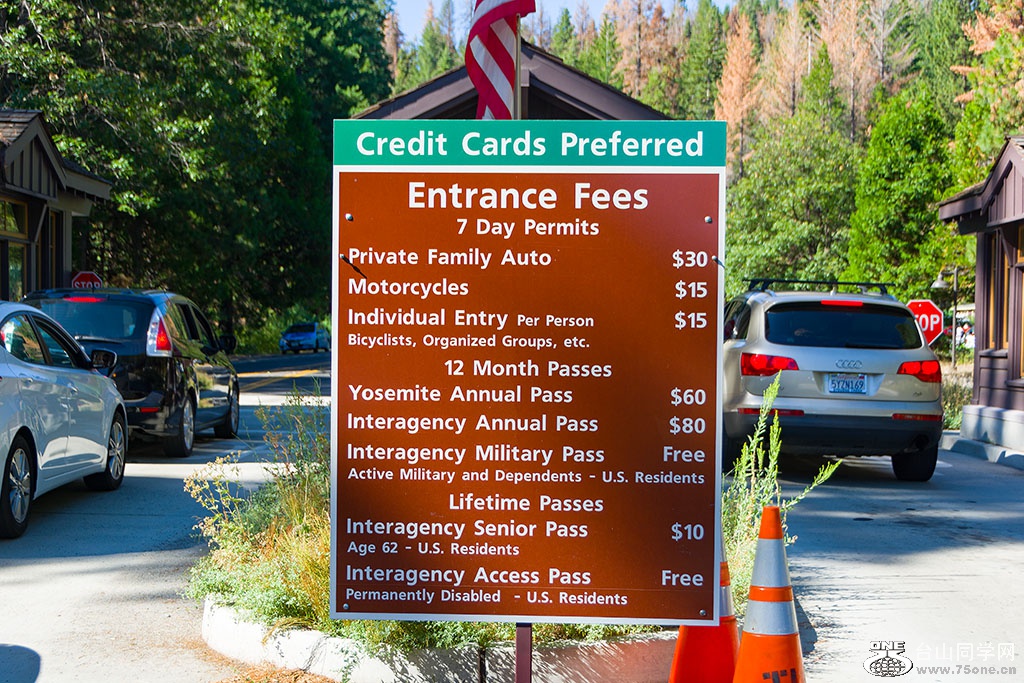 Credit Cards Preferred
Entrance Fees
7 Day Permits
Private Family Auto $30
Motorcycles $15
Individual Entry Per Person $15
Bicyclists, Organized Groups, etc.
12 Month Passes
Yosemite Annual Pass $60
Interagency Annual Pass $80
Interagency Military Pass Free
Active Military and Dependents - U.S. Residents
Lifetime Passes
Interagency Senior Pass $10
Age 62 - U.S. Residents
Interagency Access Pass Free
Permanently Disabled - U.S. Residents
STOP
STOP
5YZN169
ONE
台山同学网
www.75one.cn